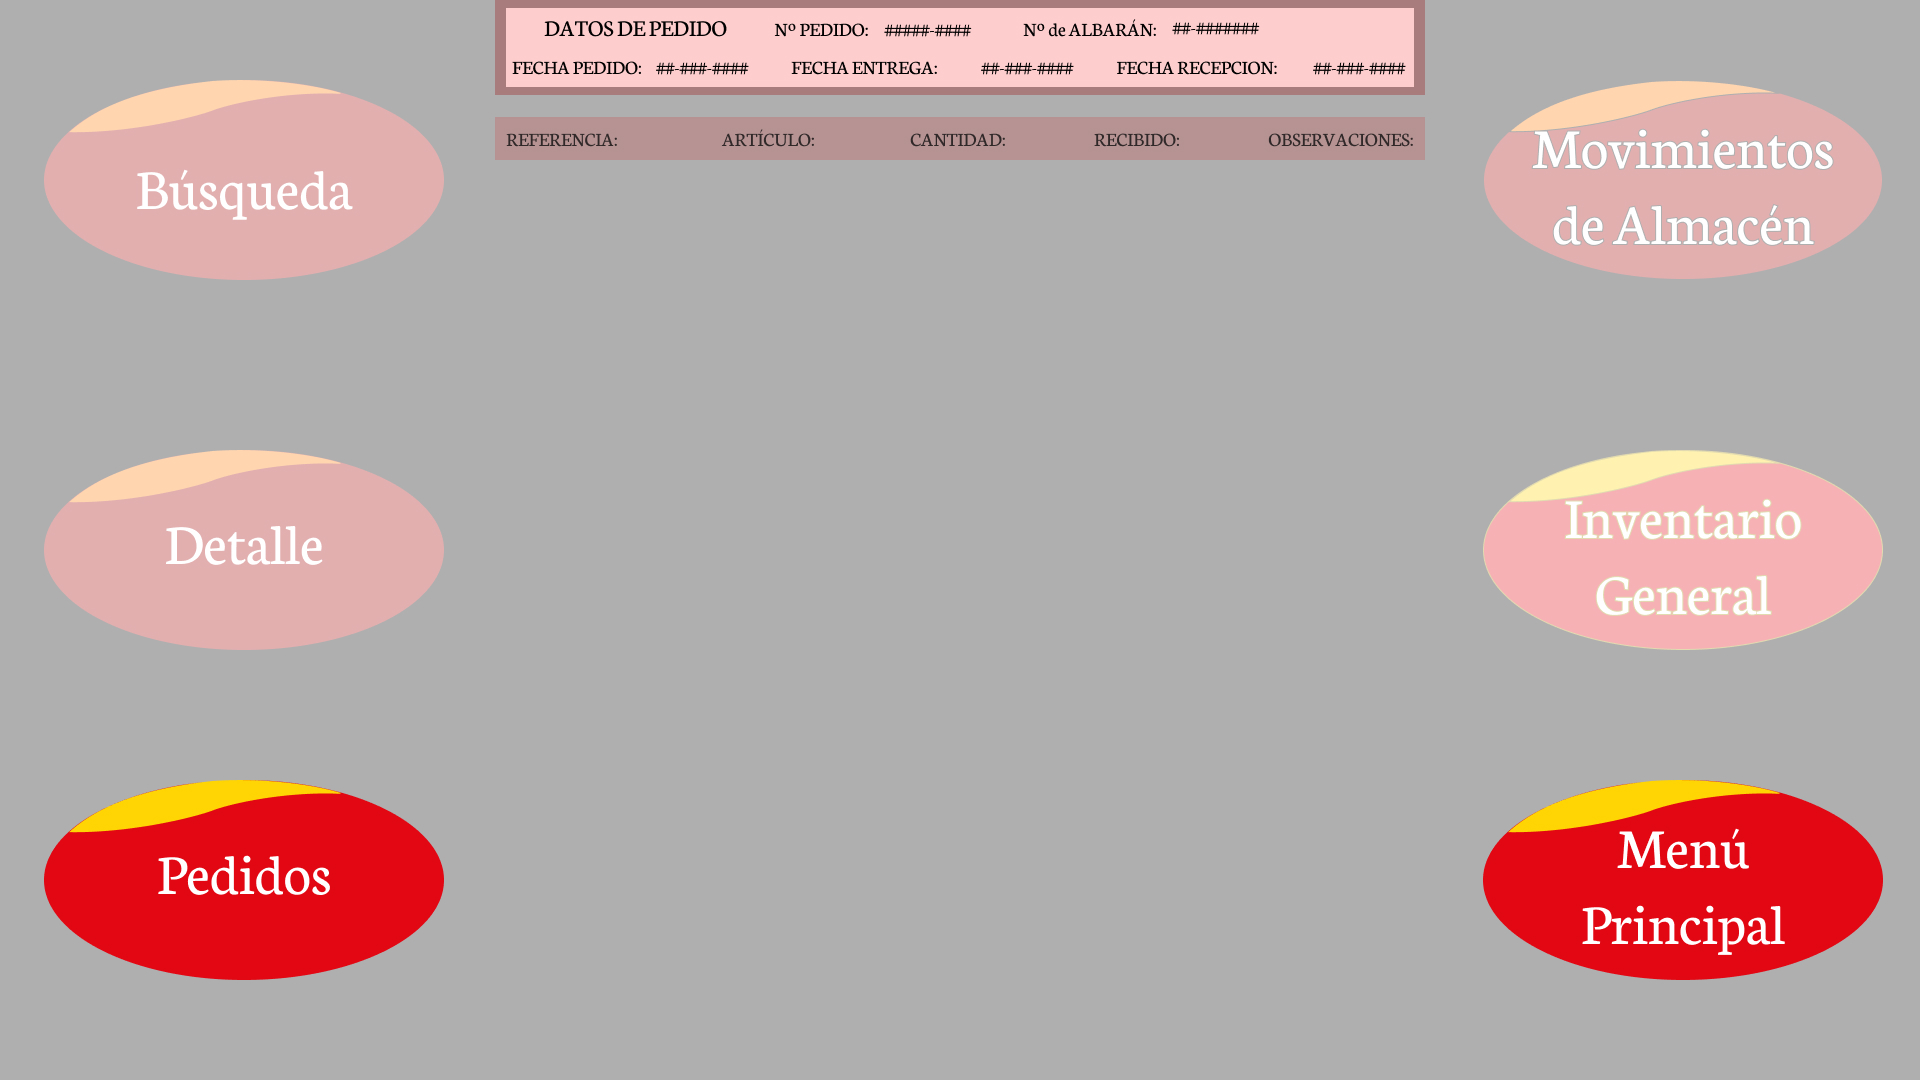 DATOS DE PEDIDO Nº PEDIDO: #####-#### Nº de ALBARÁN: ##-#######
FECHA PEDIDO: ##-###-#### FECHA ENTREGA: ##-###-#### FECHA RECEPCION: ##-###-####
REFERENCIA: ARTÍCULO: CANTIDAD: RECIBIDO: OBSERVACIONES:
Búsqueda
Movimientos
de Almacén
Detalle
Inventario
General
Pedidos
Menú
Principal